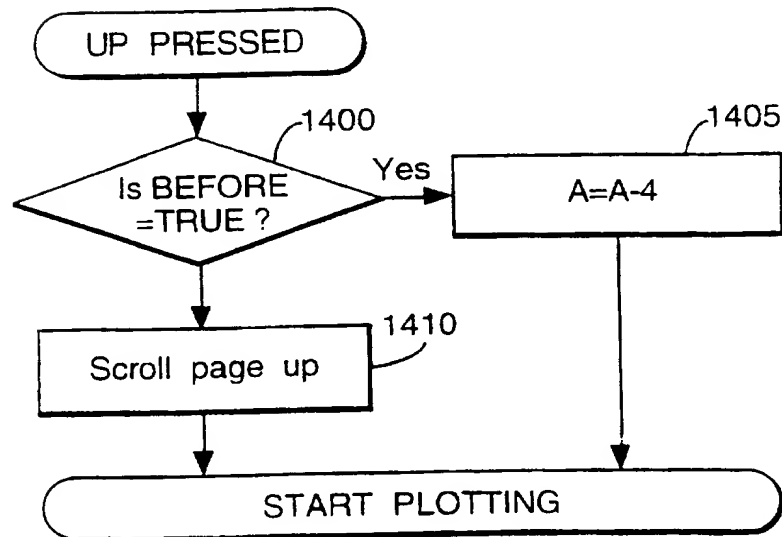 UP PRESSED
1400
Is BEFORE
=TRUE ?
Yes
1405
A=A-4
1410
Scroll page up
START PLOTTING